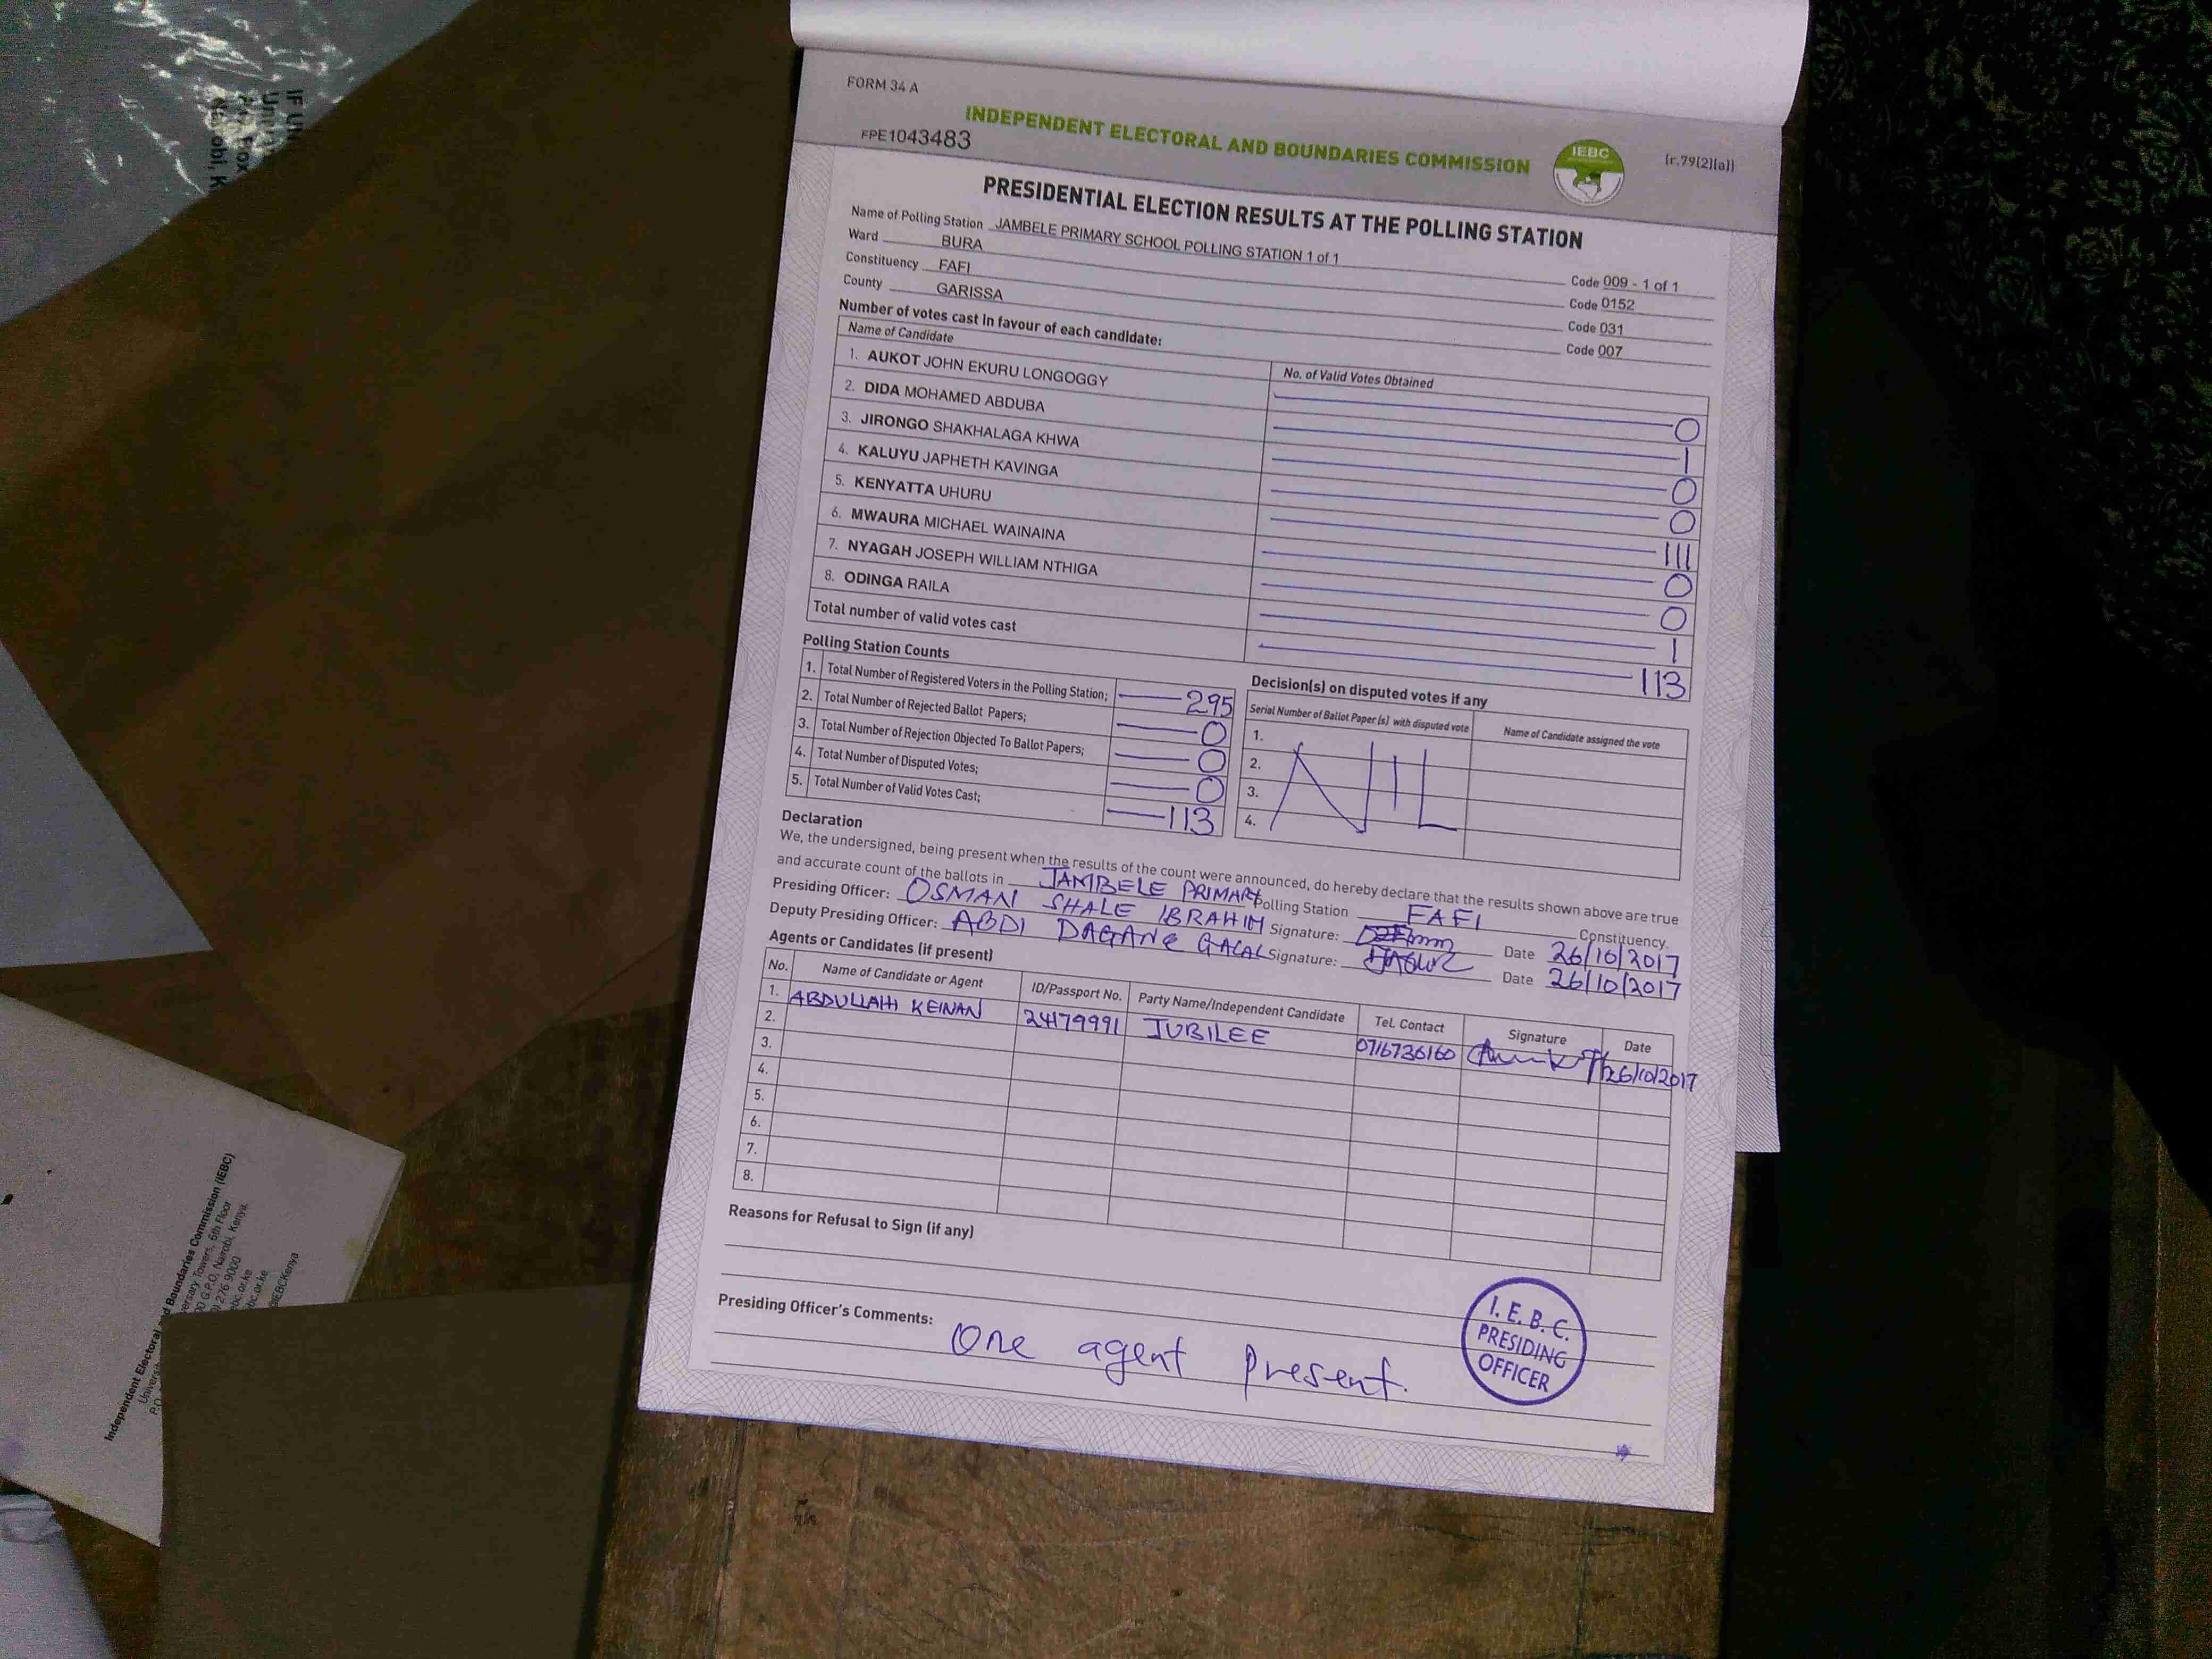 FORM 34 A
FPE1043483
INDEPENDENT ELECTORAL AND BOUNDARIES COMMISSION
IEBC
[r.79(2)(a)]
PRESIDENTIAL ELECTION RESULTS AT THE POLLING STATION
Name of Polling Station JAMBELE PRIMARY SCHOOL POLLING STATION 1 of 1 Code 009 - 1 of 1
Ward BURA Code 0152
Constituency FAFI Code 031
County GARISSA Code 007
Number of votes cast in favour of each candidate:
Name of Candidate No. of Valid Votes Obtained
1. AUKOT JOHN EKURU LONGOGGY 0
2. DIDA MOHAMED ABDUBA 1
3. JIRONGO SHAKHALAGA KHWA 0
4. KALUYU JAPHETH KAVINGA 0
5. KENYATTA UHURU 111
6. MWAURA MICHAEL WAINAINA 0
7. NYAGAH JOSEPH WILLIAM NTHIGA 0
8. ODINGA RAILA 1
Total number of valid votes cast 113
Polling Station Counts
1. Total Number of Registered Voters in the Polling Station; 295
2. Total Number of Rejected Ballot Papers; 0
3. Total Number of Rejection Objected To Ballot Papers; 0
4. Total Number of Disputed Votes; 0
5. Total Number of Valid Votes Cast; 113
Decision(s) on disputed votes if any
Serial Number of Ballot Paper(s) with disputed vote Name of Candidate assigned the vote
1.
2.
3.
4.
NIL
Declaration
We, the undersigned, being present when the results of the count were announced, do hereby declare that the results shown above are true
and accurate count of the ballots in JAMBELE PRIMARY Polling Station FAFI Constituency.
Presiding Officer: OSMAN SHALE IBRAHIM Signature: Date 26/10/2017
Deputy Presiding Officer: ABDI DAGANE GALAL Signature: Date 26/10/2017
Agents or Candidates (if present)
No. Name of Candidate or Agent ID/Passport No. Party Name/Independent Candidate Tel. Contact Signature Date
1. ABDULLAHI KEINAN 24179991 JUBILEE 0716736160 26/10/2017
2.
3.
4.
5.
6.
7.
8.
Reasons for Refusal to Sign (if any)
Presiding Officer's Comments: One agent present.
I. E. B. C.
PRESIDING
OFFICER
Independent Electoral and Boundaries Commission (IEBC)